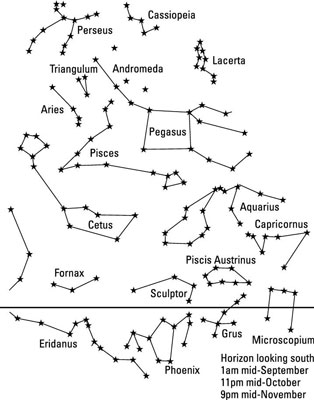 Cassiopeia
Perseus
Lacerta
Triangulum
Andromeda
Aries
Pegasus
Pisces
Aquarius
Cetus
Capricornus
Piscis Austrinus
Fornax
Sculptor
Grus
Microscopium
Eridanus
Phoenix
Horizon looking south
1am mid-September
11pm mid-October
9pm mid-November